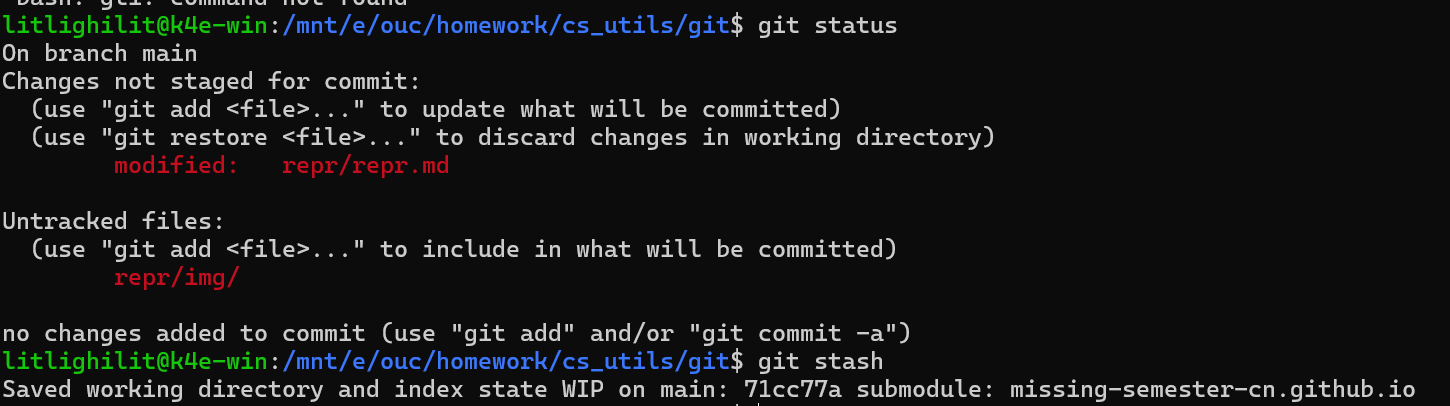 Dash: gti: command not found
litlighilit@k4e-win:/mnt/e/ouc/homework/cs_utils/git$ git status
On branch main
Changes not staged for commit:
  (use "git add <file>..." to update what will be committed)
  (use "git restore <file>..." to discard changes in working directory)
        modified:   repr/repr.md

Untracked files:
  (use "git add <file>..." to include in what will be committed)
        repr/img/

no changes added to commit (use "git add" and/or "git commit -a")
litlighilit@k4e-win:/mnt/e/ouc/homework/cs_utils/git$ git stash
Saved working directory and index state WIP on main: 71cc77a submodule: missing-semester-cn.github.io